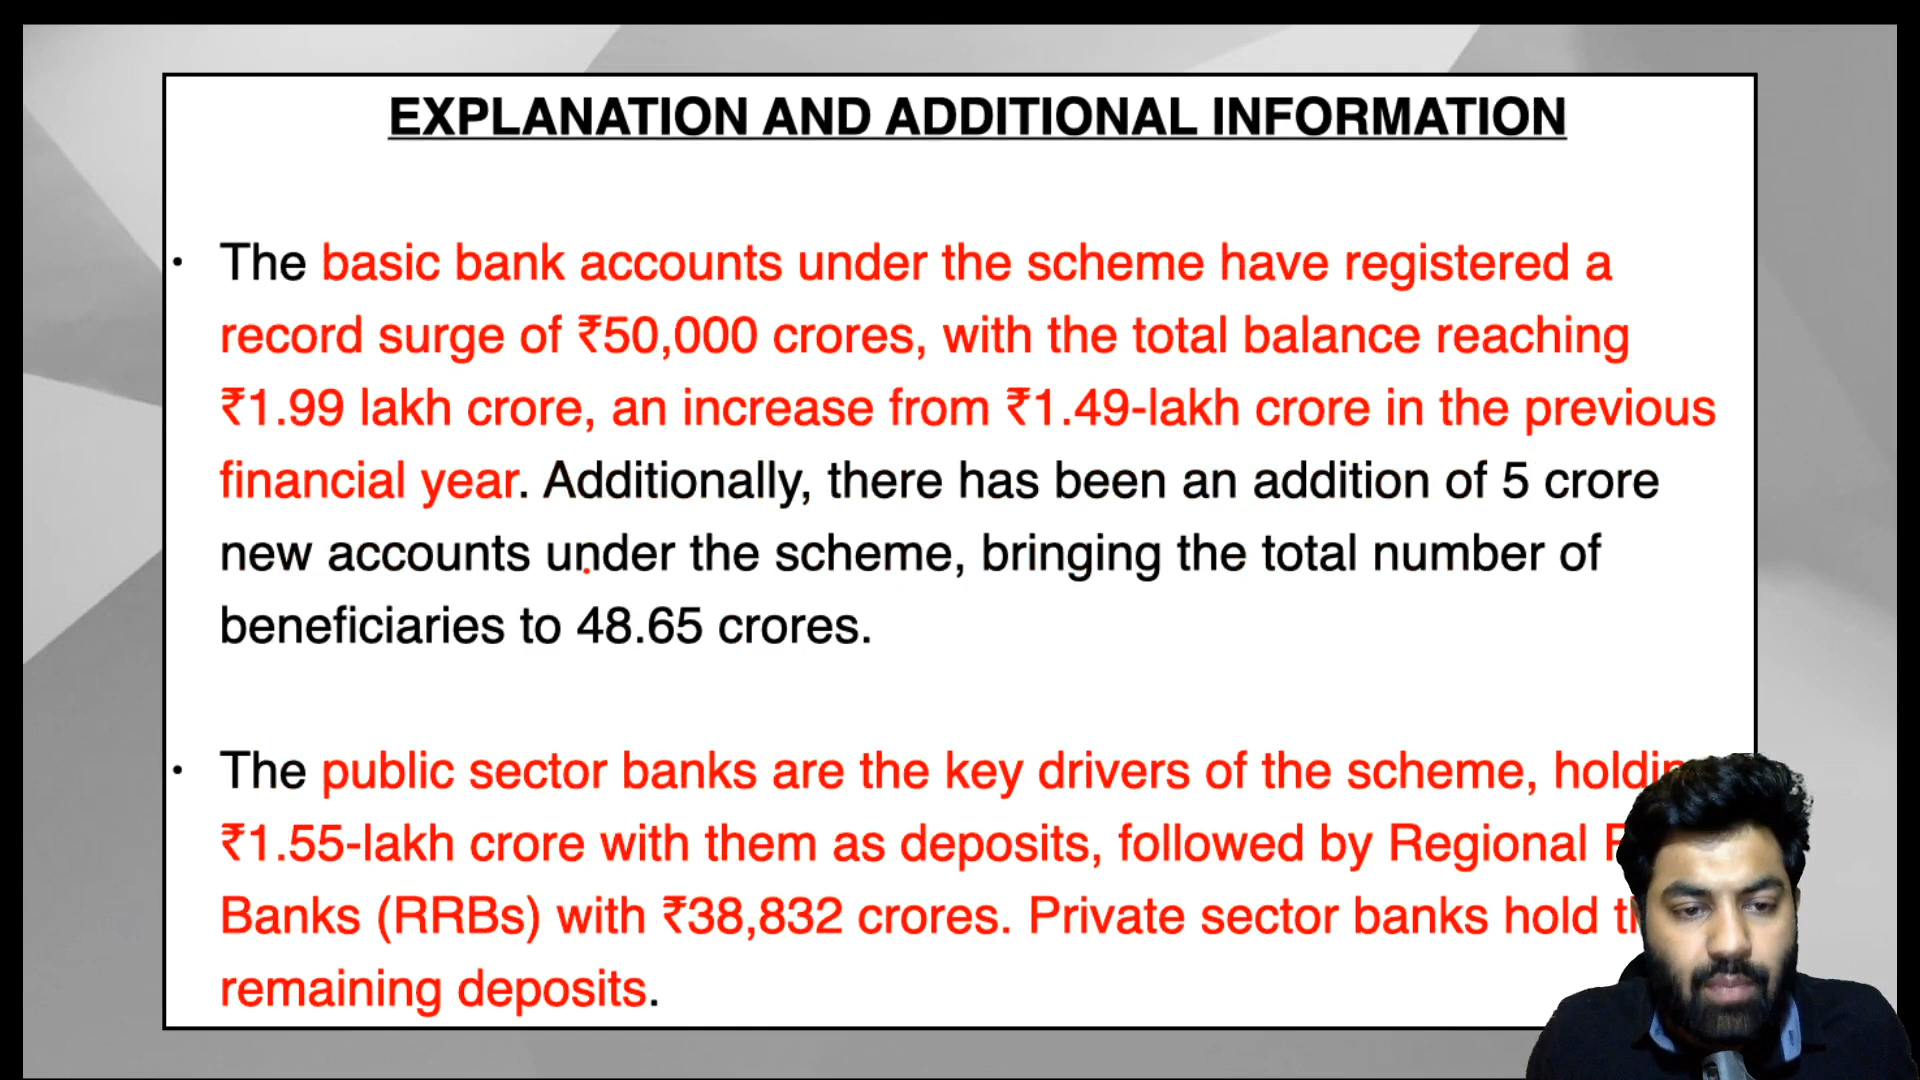 EXPLANATION AND ADDITIONAL INFORMATION
• The basic bank accounts under the scheme have registered a
record surge of ₹50,000 crores, with the total balance reaching
₹1.99 lakh crore, an increase from ₹1.49-lakh crore in the previous
financial year. Additionally, there has been an addition of 5 crore
new accounts under the scheme, bringing the total number of
beneficiaries to 48.65 crores.
• The public sector banks are the key drivers of the scheme,
₹1.55-lakh crore with them as deposits, followed by Regional
Banks (RRBs) with ₹38,832 crores. Private sector banks hold
remaining deposits.